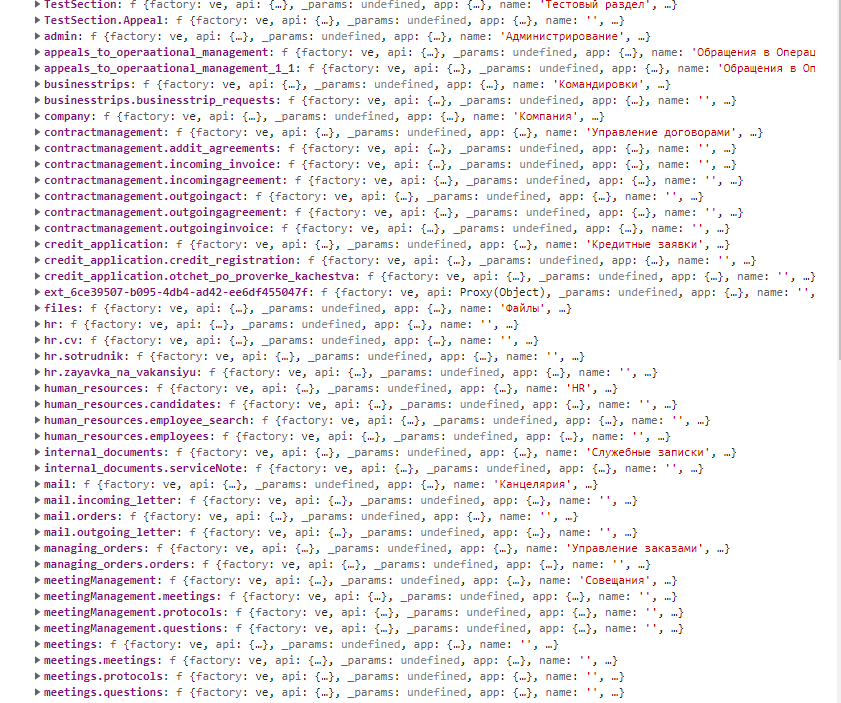 TestSection: f {factory: ve, api: {…}, _params: undefined, app: {…}, name: 'Тестовый раздел', …}
TestSection.Appeal: f {factory: ve, api: {…}, _params: undefined, app: {…}, name: '', …}
admin: f {factory: ve, api: {…}, _params: undefined, app: {…}, name: 'Администрирование', …}
appeals_to_operaational_management: f {factory: ve, api: {…}, _params: undefined, app: {…}, name: 'Обращения в Операц
appeals_to_operaational_management_1_1: f {factory: ve, api: {…}, _params: undefined, app: {…}, name: 'Обращения в Оп
businesstrips: f {factory: ve, api: {…}, _params: undefined, app: {…}, name: 'Командировки', …}
businesstrips.businesstrip_requests: f {factory: ve, api: {…}, _params: undefined, app: {…}, name: '', …}
company: f {factory: ve, api: {…}, _params: undefined, app: {…}, name: 'Компания', …}
contractmanagement: f {factory: ve, api: {…}, _params: undefined, app: {…}, name: 'Управление договорами', …}
contractmanagement.addit_agreements: f {factory: ve, api: {…}, _params: undefined, app: {…}, name: '', …}
contractmanagement.incoming_invoice: f {factory: ve, api: {…}, _params: undefined, app: {…}, name: '', …}
contractmanagement.incomingagreement: f {factory: ve, api: {…}, _params: undefined, app: {…}, name: '', …}
contractmanagement.outgoingact: f {factory: ve, api: {…}, _params: undefined, app: {…}, name: '', …}
contractmanagement.outgoingagreement: f {factory: ve, api: {…}, _params: undefined, app: {…}, name: '', …}
contractmanagement.outgoinginvoice: f {factory: ve, api: {…}, _params: undefined, app: {…}, name: '', …}
credit_application: f {factory: ve, api: {…}, _params: undefined, app: {…}, name: 'Кредитные заявки', …}
credit_application.credit_registration: f {factory: ve, api: {…}, _params: undefined, app: {…}, name: '', …}
credit_application.otchet_po_proverke_kachestva: f {factory: ve, api: {…}, _params: undefined, app: {…}, name: '', …}
ext_6ce39507-b095-4db4-ad42-ee6df455047f: f {factory: ve, api: Proxy(Object), _params: undefined, app: {…}, name: '',
files: f {factory: ve, api: {…}, _params: undefined, app: {…}, name: 'Файлы', …}
hr: f {factory: ve, api: {…}, _params: undefined, app: {…}, name: '', …}
hr.cv: f {factory: ve, api: {…}, _params: undefined, app: {…}, name: '', …}
hr.sotrudnik: f {factory: ve, api: {…}, _params: undefined, app: {…}, name: '', …}
hr.zayavka_na_vakansiyu: f {factory: ve, api: {…}, _params: undefined, app: {…}, name: '', …}
human_resources: f {factory: ve, api: {…}, _params: undefined, app: {…}, name: 'HR', …}
human_resources.candidates: f {factory: ve, api: {…}, _params: undefined, app: {…}, name: '', …}
human_resources.employee_search: f {factory: ve, api: {…}, _params: undefined, app: {…}, name: '', …}
human_resources.employees: f {factory: ve, api: {…}, _params: undefined, app: {…}, name: '', …}
internal_documents: f {factory: ve, api: {…}, _params: undefined, app: {…}, name: 'Служебные записки', …}
internal_documents.serviceNote: f {factory: ve, api: {…}, _params: undefined, app: {…}, name: '', …}
mail: f {factory: ve, api: {…}, _params: undefined, app: {…}, name: 'Канцелярия', …}
mail.incoming_letter: f {factory: ve, api: {…}, _params: undefined, app: {…}, name: '', …}
mail.orders: f {factory: ve, api: {…}, _params: undefined, app: {…}, name: '', …}
mail.outgoing_letter: f {factory: ve, api: {…}, _params: undefined, app: {…}, name: '', …}
managing_orders: f {factory: ve, api: {…}, _params: undefined, app: {…}, name: 'Управление заказами', …}
managing_orders.orders: f {factory: ve, api: {…}, _params: undefined, app: {…}, name: '', …}
meetingManagement: f {factory: ve, api: {…}, _params: undefined, app: {…}, name: 'Совещания', …}
meetingManagement.meetings: f {factory: ve, api: {…}, _params: undefined, app: {…}, name: '', …}
meetingManagement.protocols: f {factory: ve, api: {…}, _params: undefined, app: {…}, name: '', …}
meetingManagement.questions: f {factory: ve, api: {…}, _params: undefined, app: {…}, name: '', …}
meetings: f {factory: ve, api: {…}, _params: undefined, app: {…}, name: '', …}
meetings.meetings: f {factory: ve, api: {…}, _params: undefined, app: {…}, name: '', …}
meetings.protocols: f {factory: ve, api: {…}, _params: undefined, app: {…}, name: '', …}
meetings.questions: f {factory: ve, api: {…}, _params: undefined, app: {…}, name: '', …}